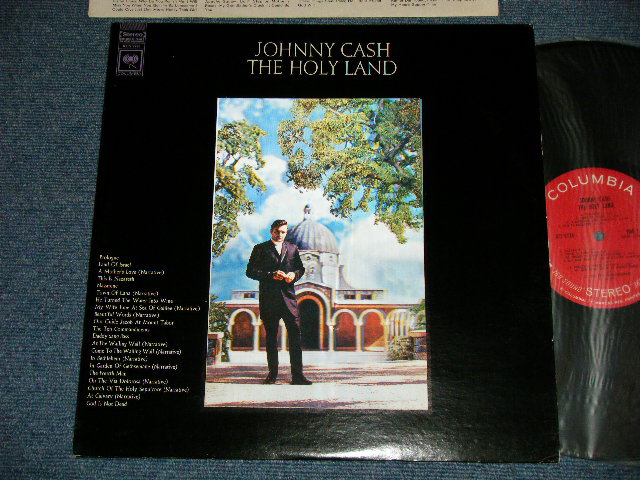 Stereo
COLUMBIA
JOHNNY CASH
THE HOLY LAND
Prologue
Land Of Israel
A Mother's Love (Narrative)
This Is Nazareth
Nazarene
Town Of Cana (Narrative)
He Turned The Water Into Wine
My Wife June At Sea Of Galilee (Narrative)
Beautiful Words (Narrative)
Our Guide Jacob At Mount Tabor
The Ten Commandments
Daddy Sang Bass
At The Wailing Wall (Narrative)
Come To The Wailing Wall (Narrative)
In Bethlehem (Narrative)
In Garden Of Gethsemane (Narrative)
The Fourth Man
On The Via Dolorosa (Narrative)
Church Of The Holy Sepulchre (Narrative)
At Calvary (Narrative)
God Is Not Dead
COLUMBIA
JOHNNY CASH
THE HOLY LAND
STEREO